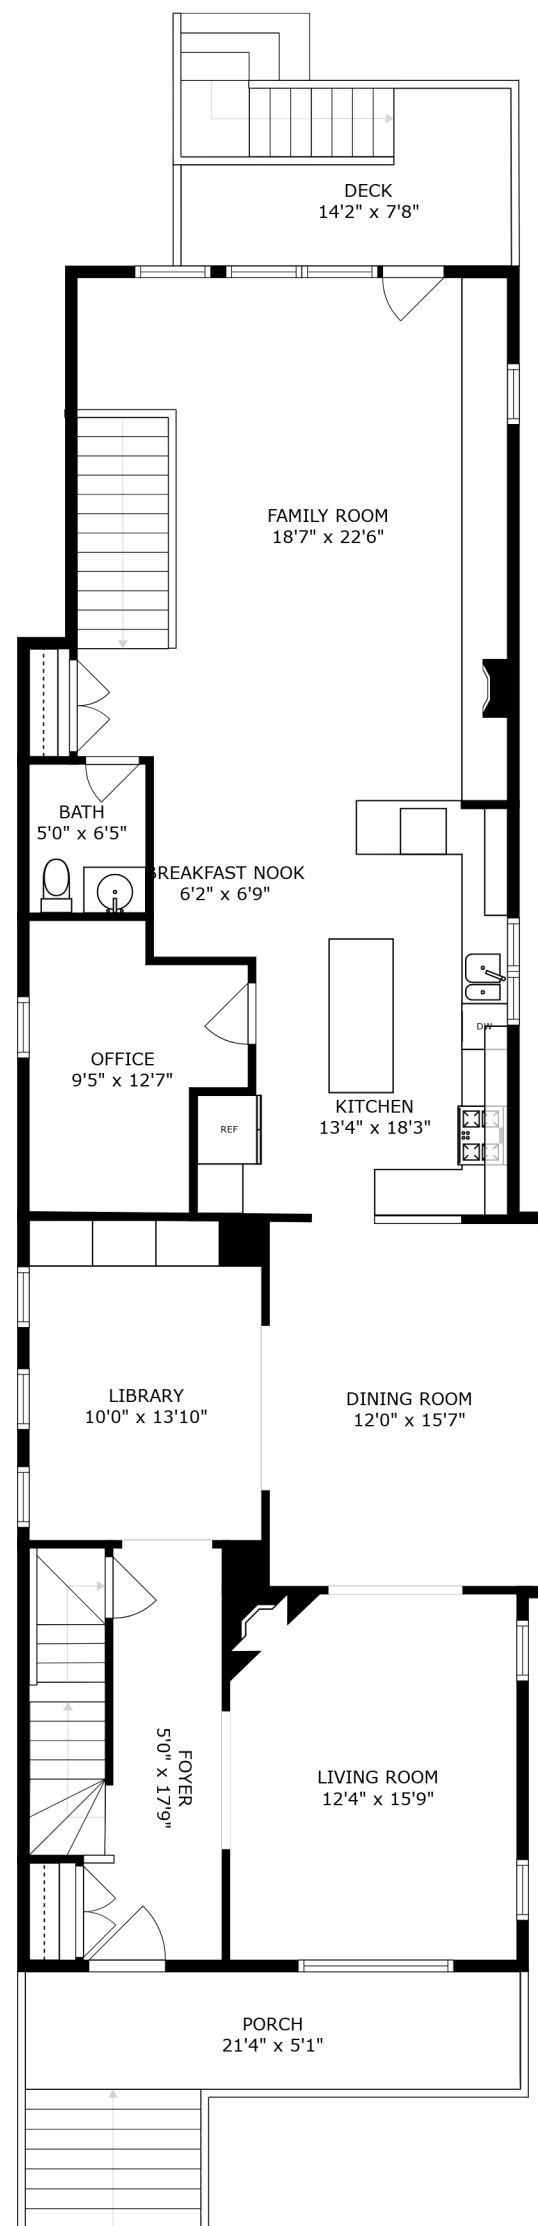 DECK
14'2" x 7'8"
FAMILY ROOM
18'7" x 22'6"
BATH
5'0" x 6'5"
BREAKFAST NOOK
6'2" x 6'9"
DW
OFFICE
9'5" x 12'7"
KITCHEN
13'4" x 18'3"
REF
LIBRARY
10'0" x 13'10"
DINING ROOM
12'0" x 15'7"
FOYER
5'0" x 17'9"
LIVING ROOM
12'4" x 15'9"
PORCH
21'4" x 5'1"